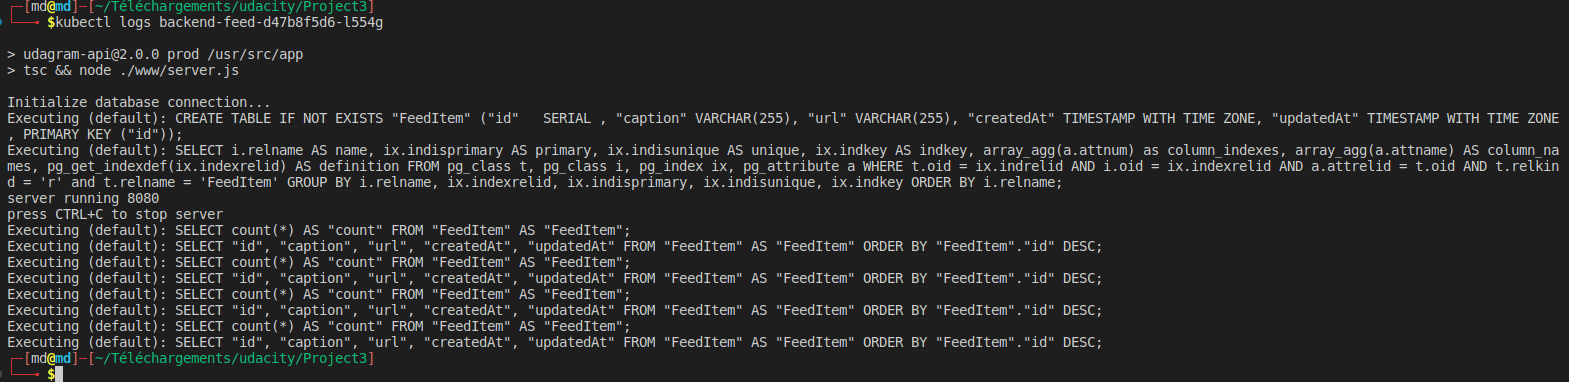 [md@md]-[~/Téléchargements/udacity/Project3]
$kubectl logs backend-feed-d47b8f5d6-l554g
> udagram-api@2.0.0 prod /usr/src/app
> tsc && node ./www/server.js
Initialize database connection...
Executing (default): CREATE TABLE IF NOT EXISTS "FeedItem" ("id"   SERIAL , "caption" VARCHAR(255), "url" VARCHAR(255), "createdAt" TIMESTAMP WITH TIME ZONE, "updatedAt" TIMESTAMP WITH TIME ZONE
, PRIMARY KEY ("id"));
Executing (default): SELECT i.relname AS name, ix.indisprimary AS primary, ix.indisunique AS unique, ix.indkey AS indkey, array_agg(a.attnum) as column_indexes, array_agg(a.attname) AS column_na
mes, pg_get_indexdef(ix.indexrelid) AS definition FROM pg_class t, pg_class i, pg_index ix, pg_attribute a WHERE t.oid = ix.indrelid AND i.oid = ix.indexrelid AND a.attrelid = t.oid AND t.relkin
d = 'r' and t.relname = 'FeedItem' GROUP BY i.relname, ix.indexrelid, ix.indisprimary, ix.indisunique, ix.indkey ORDER BY i.relname;
server running 8080
press CTRL+C to stop server
Executing (default): SELECT count(*) AS "count" FROM "FeedItem" AS "FeedItem";
Executing (default): SELECT "id", "caption", "url", "createdAt", "updatedAt" FROM "FeedItem" AS "FeedItem" ORDER BY "FeedItem"."id" DESC;
Executing (default): SELECT count(*) AS "count" FROM "FeedItem" AS "FeedItem";
Executing (default): SELECT "id", "caption", "url", "createdAt", "updatedAt" FROM "FeedItem" AS "FeedItem" ORDER BY "FeedItem"."id" DESC;
Executing (default): SELECT count(*) AS "count" FROM "FeedItem" AS "FeedItem";
Executing (default): SELECT "id", "caption", "url", "createdAt", "updatedAt" FROM "FeedItem" AS "FeedItem" ORDER BY "FeedItem"."id" DESC;
Executing (default): SELECT count(*) AS "count" FROM "FeedItem" AS "FeedItem";
Executing (default): SELECT "id", "caption", "url", "createdAt", "updatedAt" FROM "FeedItem" AS "FeedItem" ORDER BY "FeedItem"."id" DESC;
[md@md]-[~/Téléchargements/udacity/Project3]
$